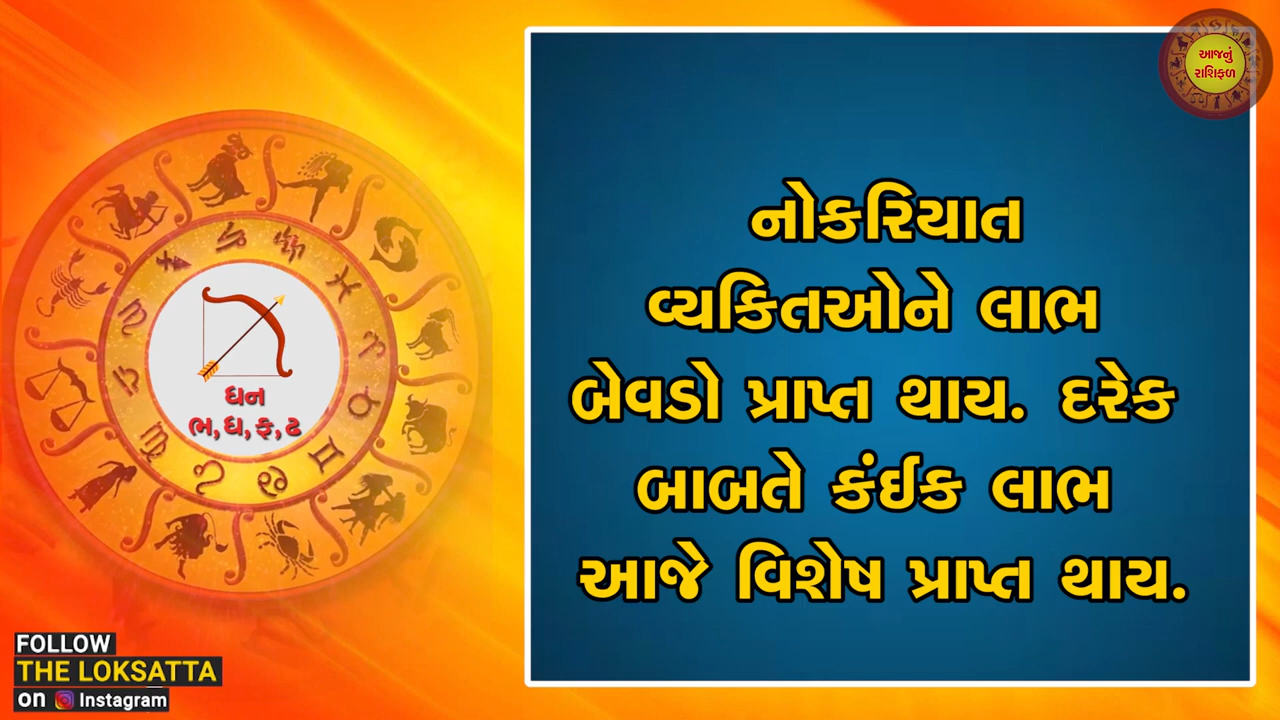 આજનું
રાશિફળ
નોકરિયાત
વ્યકિતઓને લાભ
બેવડો પ્રાપ્ત થાય. દરેક
બાબતે કંઈક લાભ
આજે વિશેષ પ્રાપ્ત થાય.
ધન
ભ, ધ, ફ, ઢ
FOLLOW
THE LOKSATTA
on Instagram